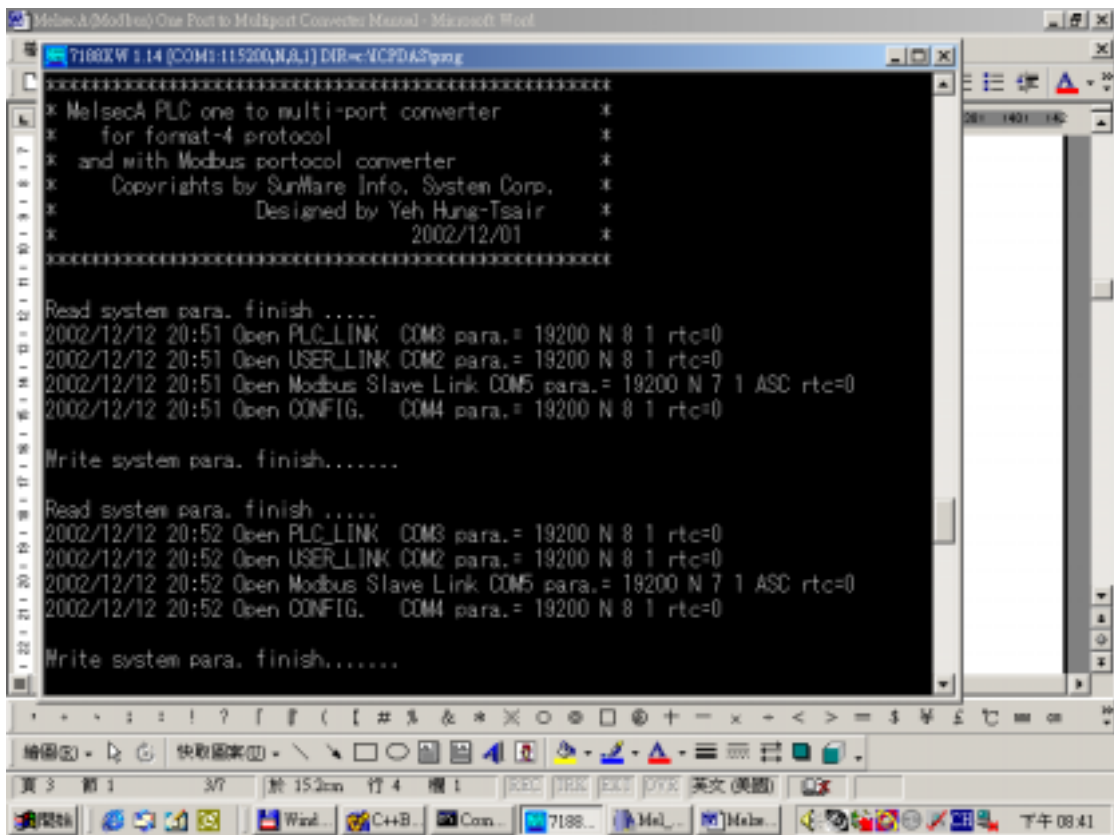 MelsecA(Modbus) One Port to Multiport Converter Manual - Microsoft Word
7188XW 1.14 [COM1:115200,N,8,1] DIR=c:\ICPDAS\
*******************************************************
* MelsecA PLC one to multi-port converter *
* for format-4 protocol *
* and with Modbus portocol converter *
* Copyrights by SunWare Info. System Corp. *
* Designed by Yeh Hung-Tsair *
* 2002/12/01 *
*******************************************************
Read system para. finish .....
2002/12/12 20:51 Open PLC_LINK COM3 para.= 19200 N 8 1 rtc=0
2002/12/12 20:51 Open USER_LINK COM2 para.= 19200 N 8 1 rtc=0
2002/12/12 20:51 Open Modbus Slave Link COM5 para.= 19200 N 7 1 ASC rtc=0
2002/12/12 20:51 Open CONFIG. COM4 para.= 19200 N 8 1 rtc=0
Write system para. finish.......
Read system para. finish .....
2002/12/12 20:52 Open PLC_LINK COM3 para.= 19200 N 8 1 rtc=0
2002/12/12 20:52 Open USER_LINK COM2 para.= 19200 N 8 1 rtc=0
2002/12/12 20:52 Open Modbus Slave Link COM5 para.= 19200 N 7 1 ASC rtc=0
2002/12/12 20:52 Open CONFIG. COM4 para.= 19200 N 8 1 rtc=0
Write system para. finish.......
繪圖(R) 快取圖案(U)
頁 3 節 1 3/7 於 15.2cm 行 4 欄 1 REC TRK EXT OVR 英文 (美國)
開始 Wind... C++B... Com... 7188... Mel_... Melse... 下午 08:41